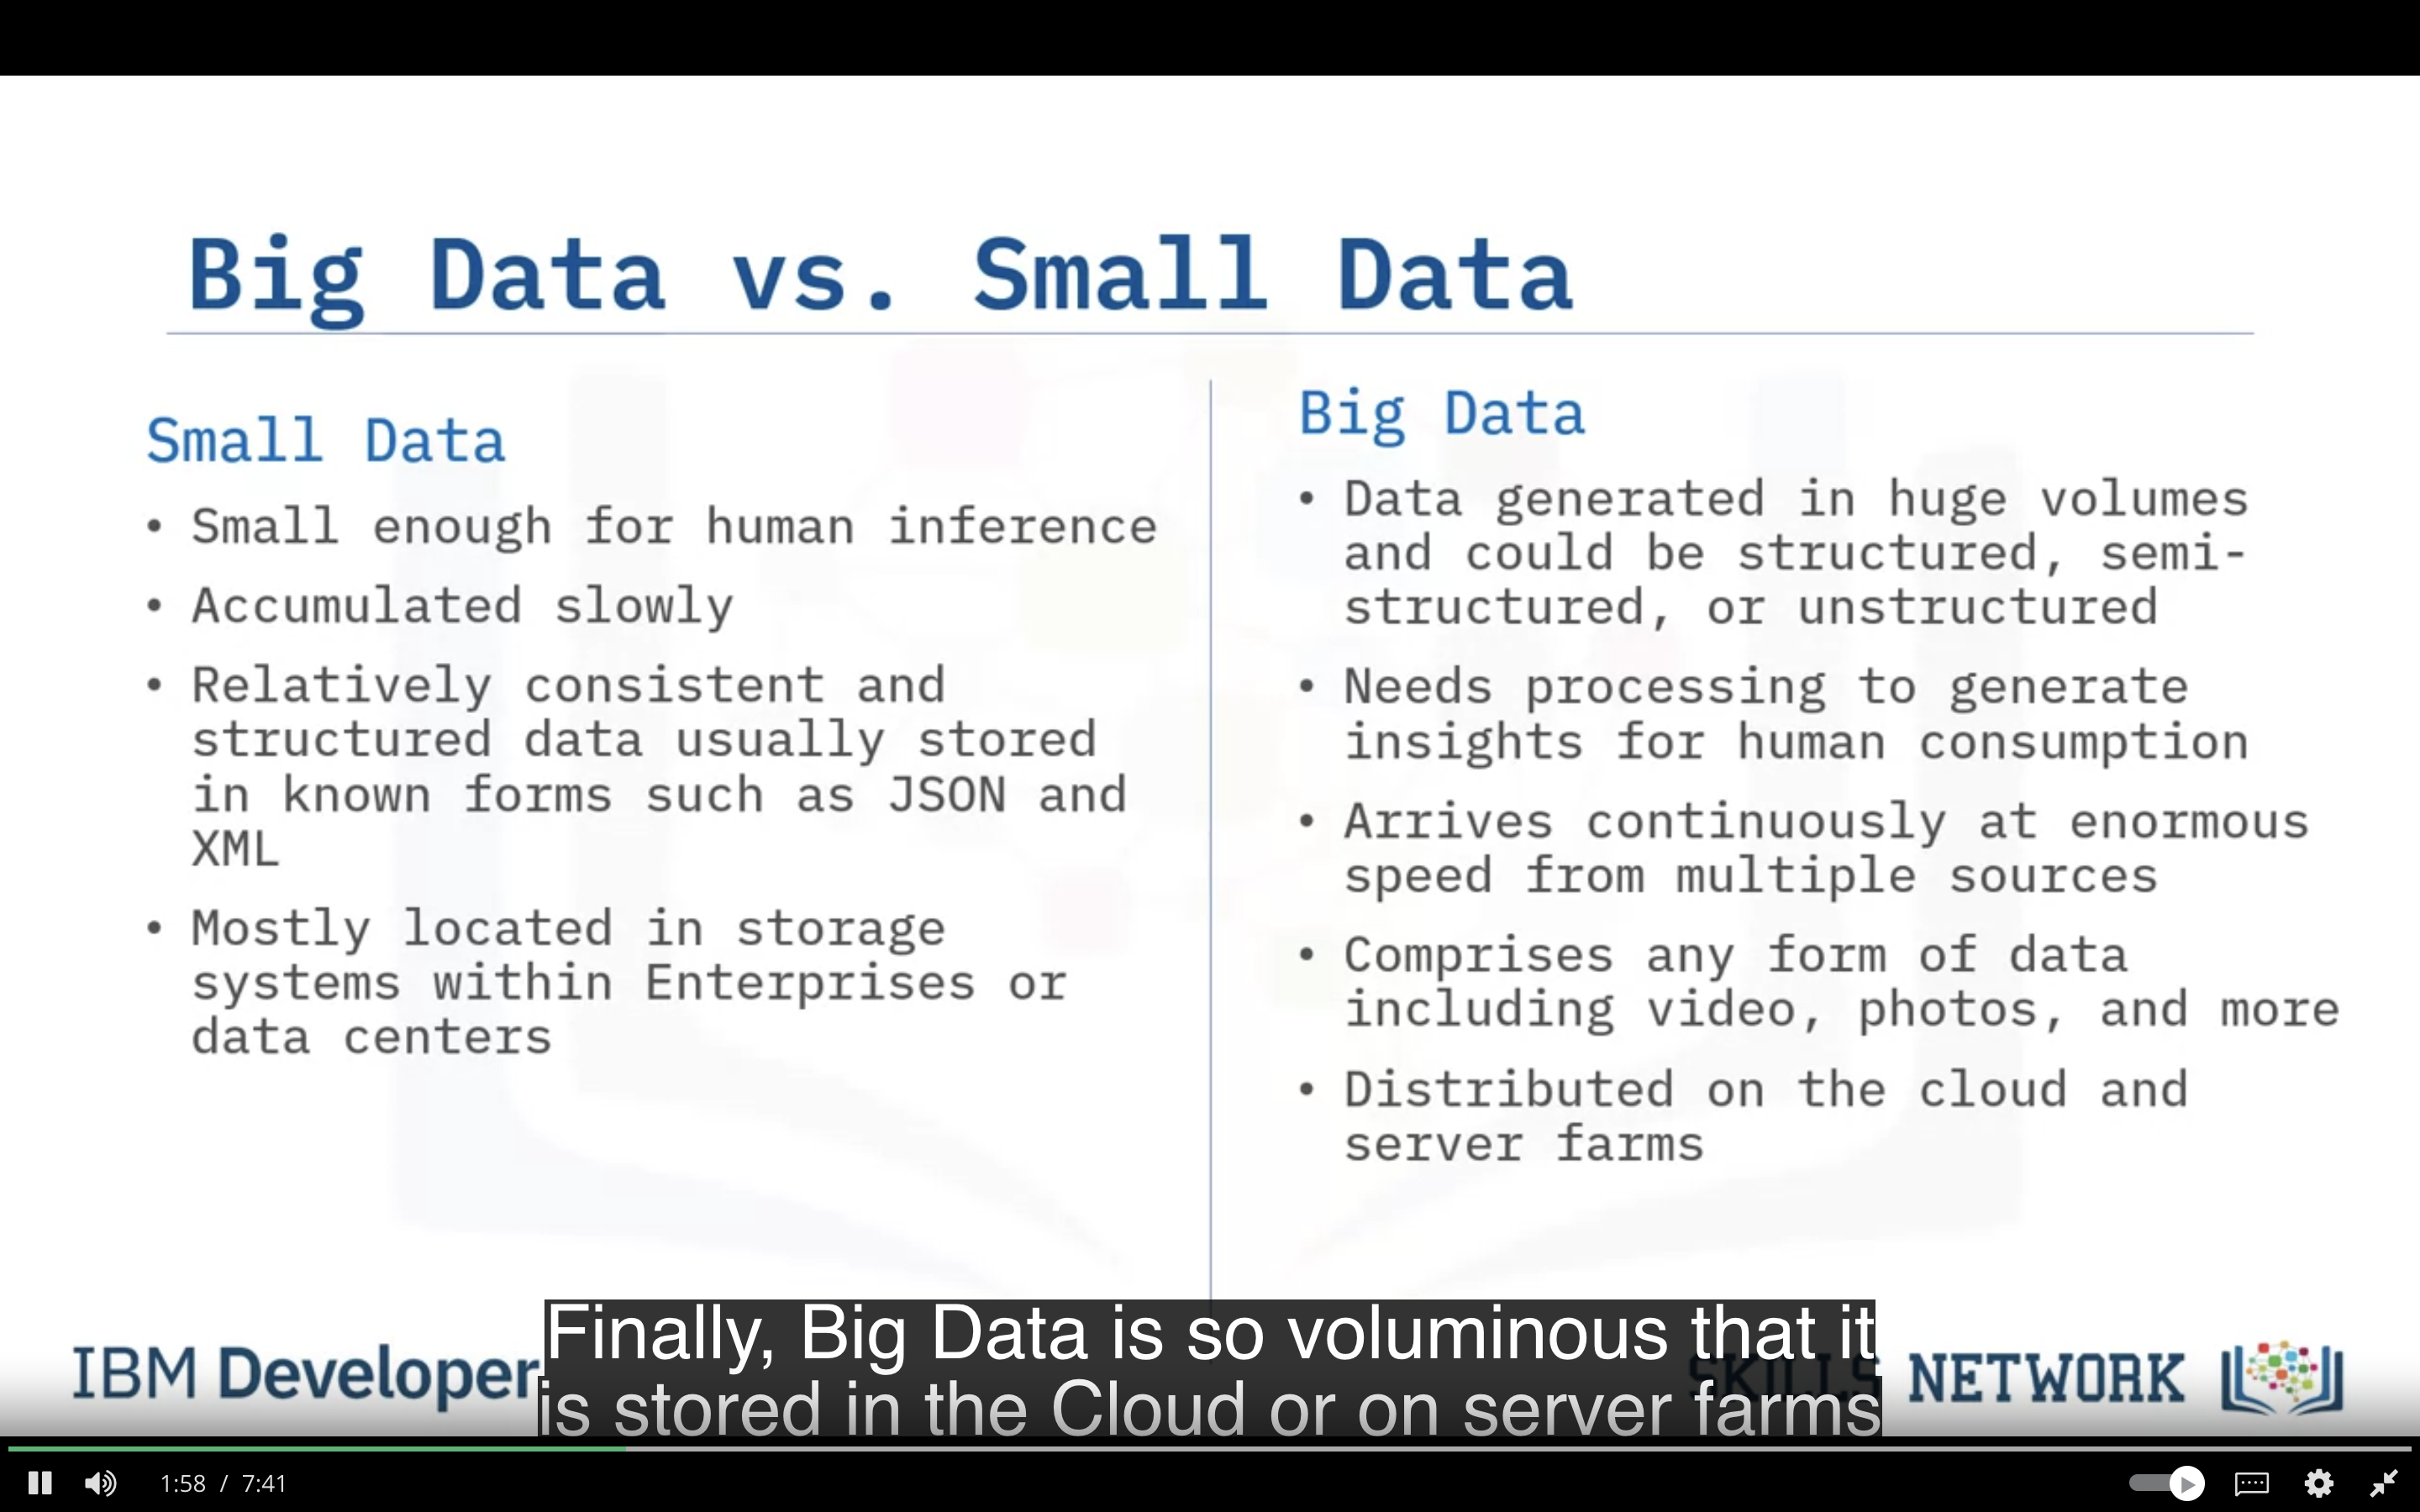 Big Data vs. Small Data
Small Data
• Small enough for human inference
• Accumulated slowly
• Relatively consistent and
structured data usually stored
in known forms such as JSON and
XML
• Mostly located in storage
systems within Enterprises or
data centers
Big Data
• Data generated in huge volumes
and could be structured, semi-
structured, or unstructured
• Needs processing to generate
insights for human consumption
• Arrives continuously at enormous
speed from multiple sources
• Comprises any form of data
including video, photos, and more
• Distributed on the cloud and
server farms
Finally, Big Data is so voluminous that it
is stored in the Cloud or on server farms
IBM Developer
SKILLS NETWORK
1:58 / 7:41